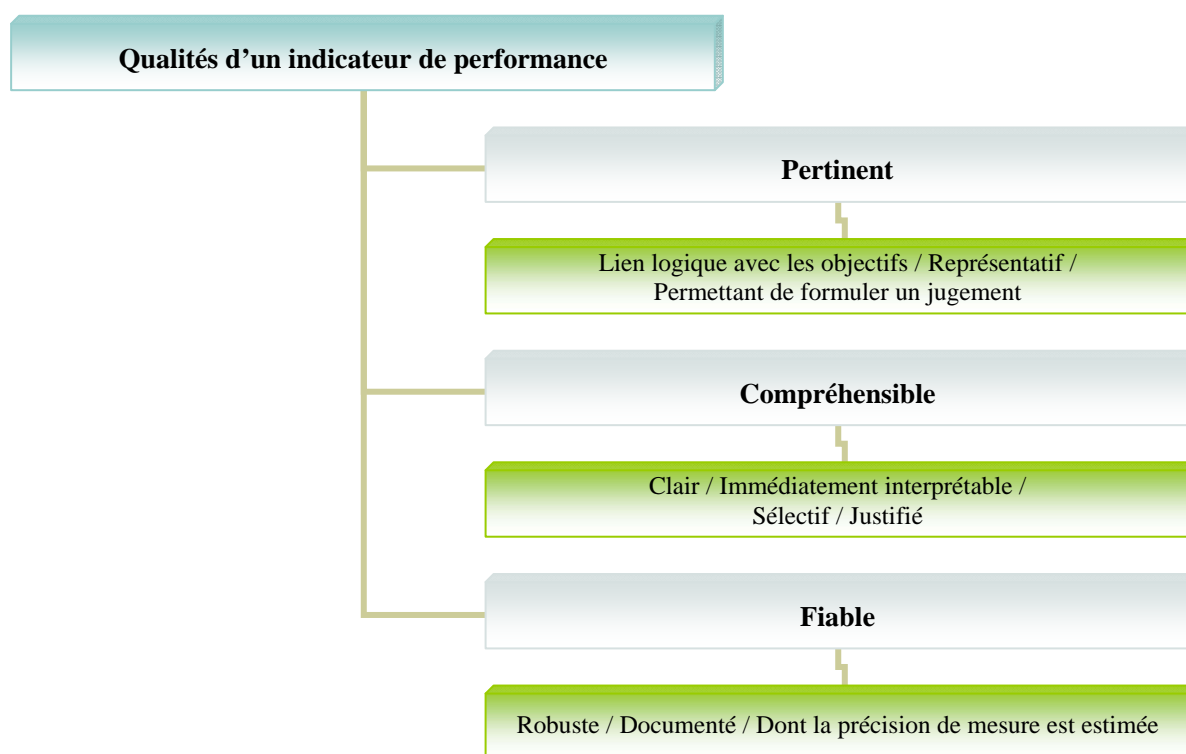 Qualités d’un indicateur de performance
Pertinent
Lien logique avec les objectifs / Représentatif /
Permettant de formuler un jugement
Compréhensible
Clair / Immédiatement interprétable /
Sélectif / Justifié
Fiable
Robuste / Documenté / Dont la précision de mesure est estimée